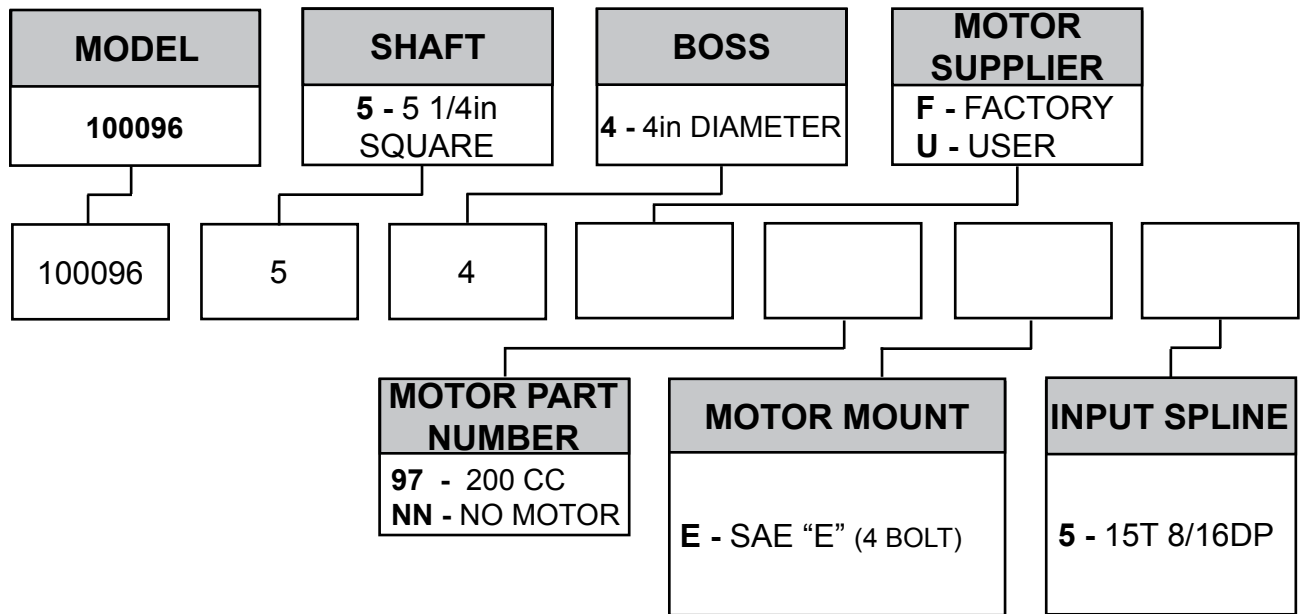 MODEL
100096
SHAFT
5 - 5 1/4in
SQUARE
BOSS
4 - 4in DIAMETER
MOTOR
SUPPLIER
F - FACTORY
U - USER
100096
5
4
MOTOR PART
NUMBER
97 - 200 CC
NN - NO MOTOR
MOTOR MOUNT
E - SAE “E” (4 BOLT)
INPUT SPLINE
5 - 15T 8/16DP